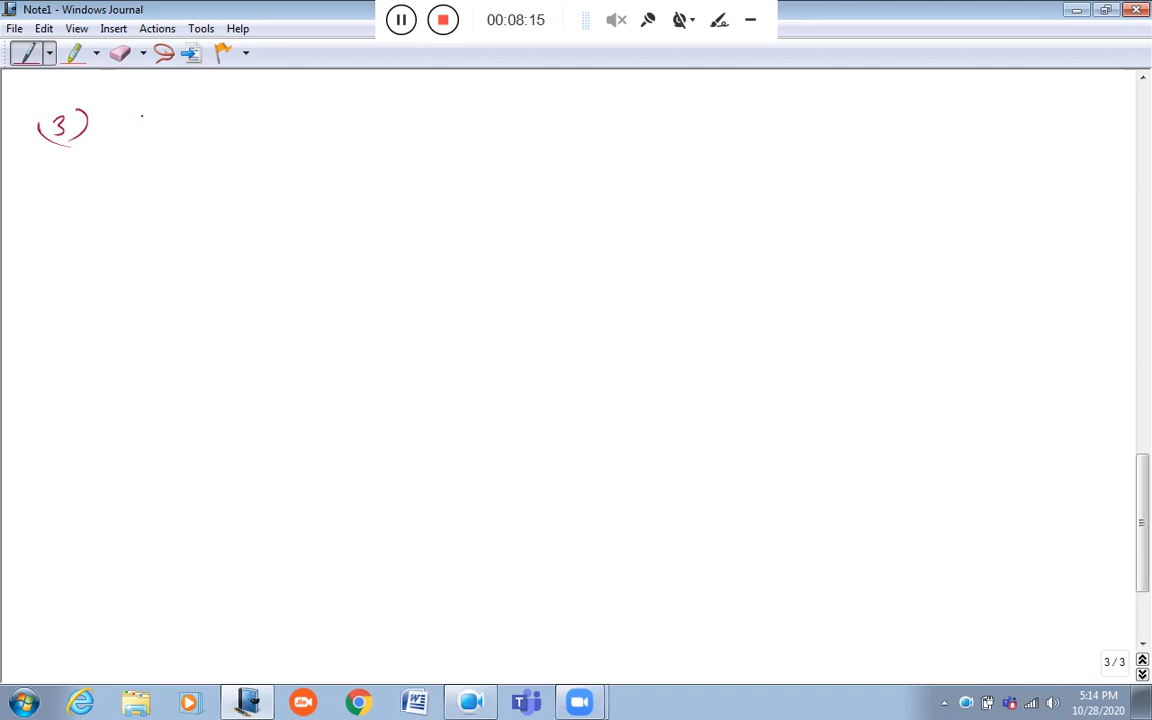 Note1 - Windows Journal
00:08:15
File Edit View Insert Actions Tools Help
(3)
3 / 3
5:14 PM
10/28/2020